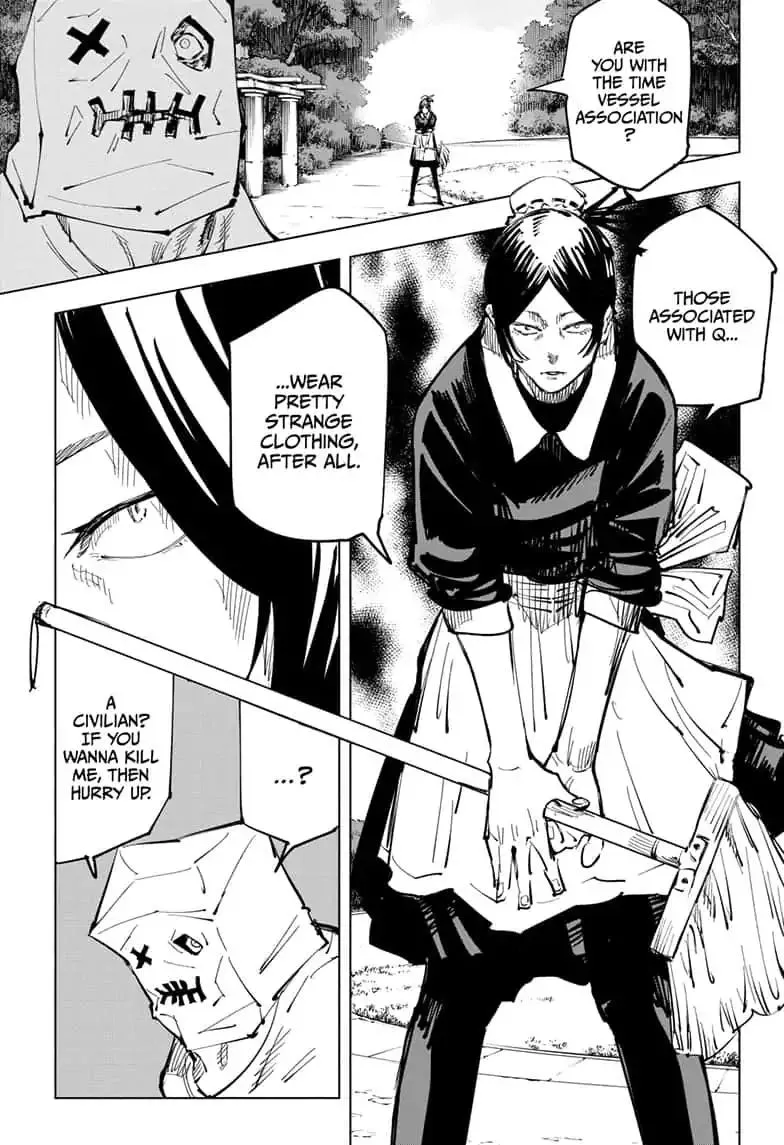 ARE
YOU WITH
THE TIME
VESSEL
ASSOCIATION
?
THOSE
ASSOCIATED
WITH Q...
...WEAR
PRETTY
STRANGE
CLOTHING,
AFTER ALL.
...?
A
CIVILIAN?
IF YOU
WANNA KILL
ME, THEN
HURRY UP.